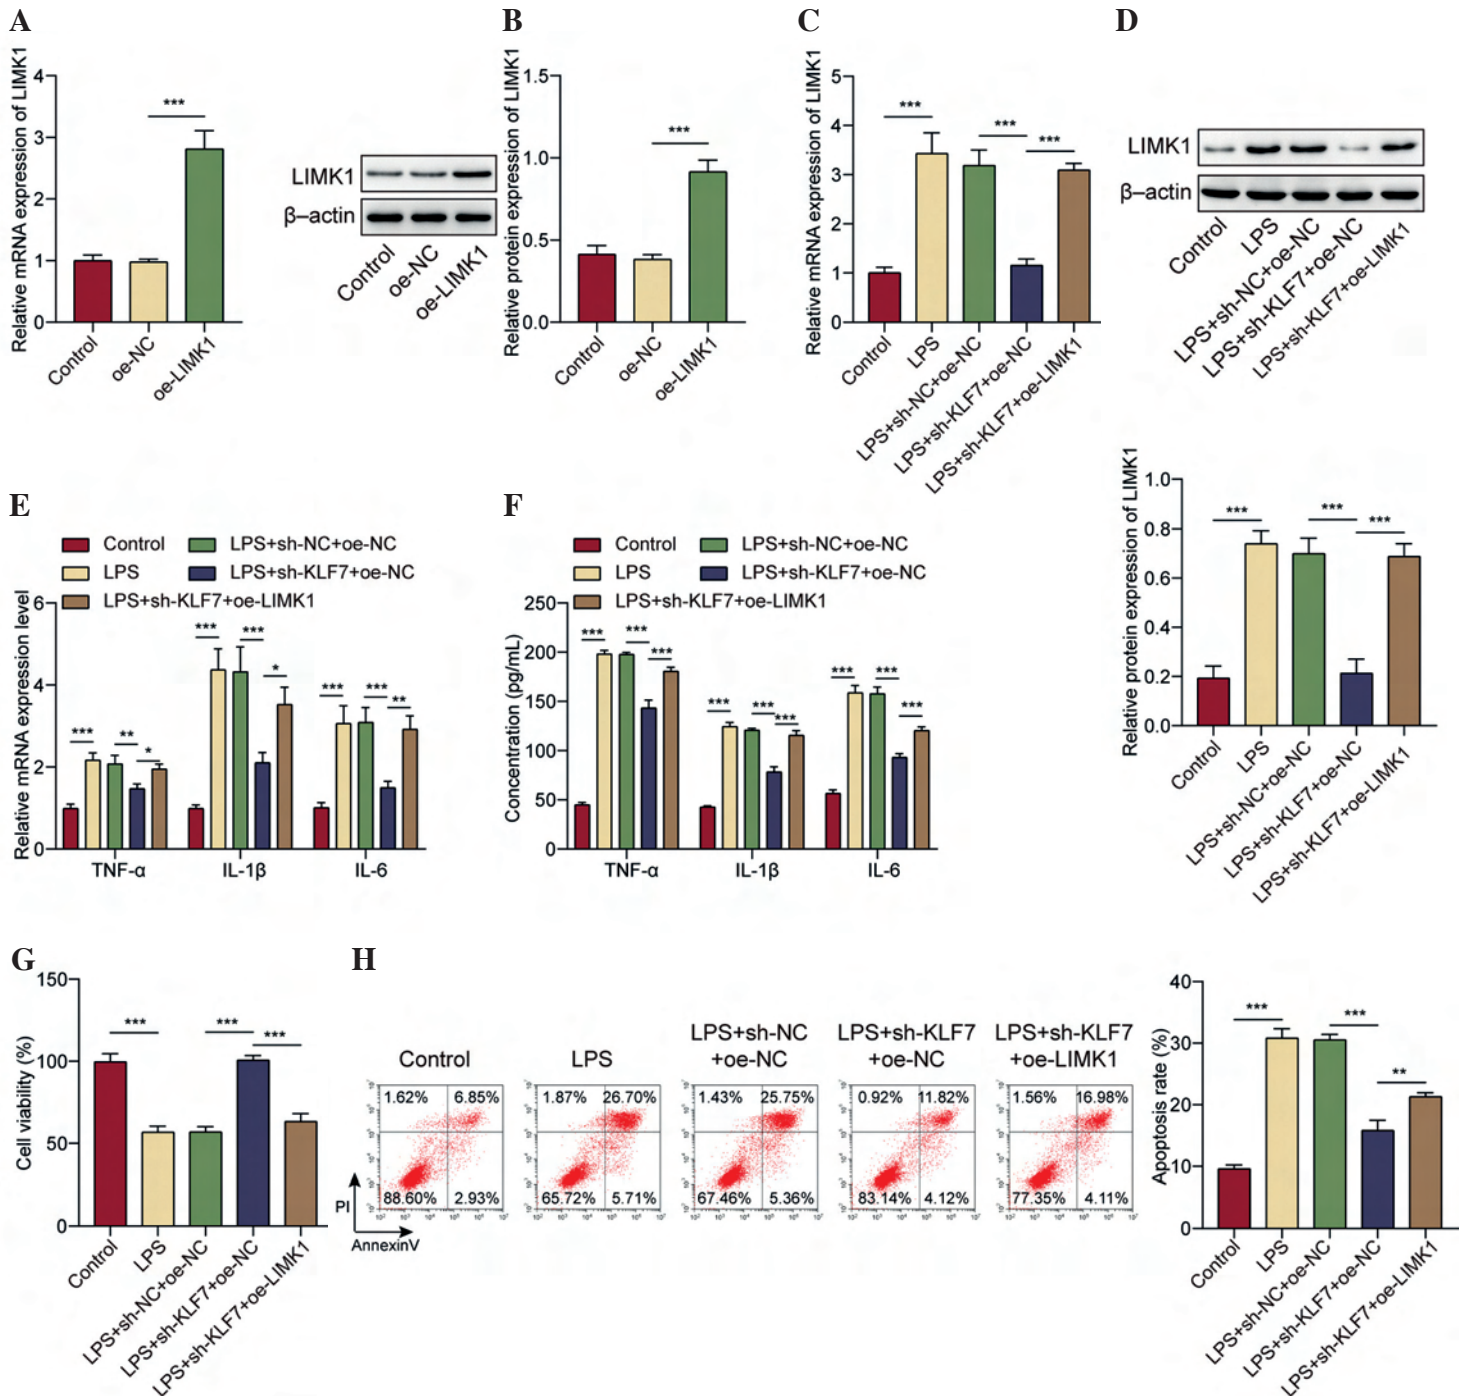 A
Relative mRNA expression of LIMK1
4
3
2
1
0
***
Control
oe-NC
oe-LIMK1
LIMK1
β–actin
Control
oe-NC
oe-LIMK1
B
Relative protein expression of LIMK1
1.5
1.0
0.5
0.0
***
Control
oe-NC
oe-LIMK1
C
Relative mRNA expression of LIMK1
5
4
3
2
1
0
***
***
***
Control
LPS
LPS+sh-NC+oe-NC
LPS+sh-KLF7+oe-NC
LPS+sh-KLF7+oe-LIMK1
D
LIMK1
β–actin
Control
LPS
LPS+sh-NC+oe-NC
LPS+sh-KLF7+oe-NC
LPS+sh-KLF7+oe-LIMK1
Relative protein expression of LIMK1
1.0
0.8
0.6
0.4
0.2
0.0
***
***
***
Control
LPS
LPS+sh-NC+oe-NC
LPS+sh-KLF7+oe-NC
LPS+sh-KLF7+oe-LIMK1
E
Control
LPS+sh-NC+oe-NC
LPS
LPS+sh-KLF7+oe-NC
LPS+sh-KLF7+oe-LIMK1
Relative mRNA expression level
6
4
2
0
***
**
*
***
***
*
***
***
**
TNF-α
IL-1β
IL-6
F
Control
LPS+sh-NC+oe-NC
LPS
LPS+sh-KLF7+oe-NC
LPS+sh-KLF7+oe-LIMK1
Concentration (pg/mL)
250
200
150
100
50
0
***
***
***
***
***
***
***
***
***
TNF-α
IL-1β
IL-6
G
Cell viability (%)
150
100
50
0
***
***
***
Control
LPS
LPS+sh-NC+oe-NC
LPS+sh-KLF7+oe-NC
LPS+sh-KLF7+oe-LIMK1
H
Control
1.62%
6.85%
88.60%
2.93%
LPS
1.87%
26.70%
65.72%
5.71%
LPS+sh-NC
+oe-NC
1.43%
25.75%
67.46%
5.36%
LPS+sh-KLF7
+oe-NC
0.92%
11.82%
83.14%
4.12%
LPS+sh-KLF7
+oe-LIMK1
1.56%
16.98%
77.35%
4.11%
PI
AnnexinV
Apoptosis rate (%)
40
30
20
10
0
***
***
**
Control
LPS
LPS+sh-NC+oe-NC
LPS+sh-KLF7+oe-NC
LPS+sh-KLF7+oe-LIMK1